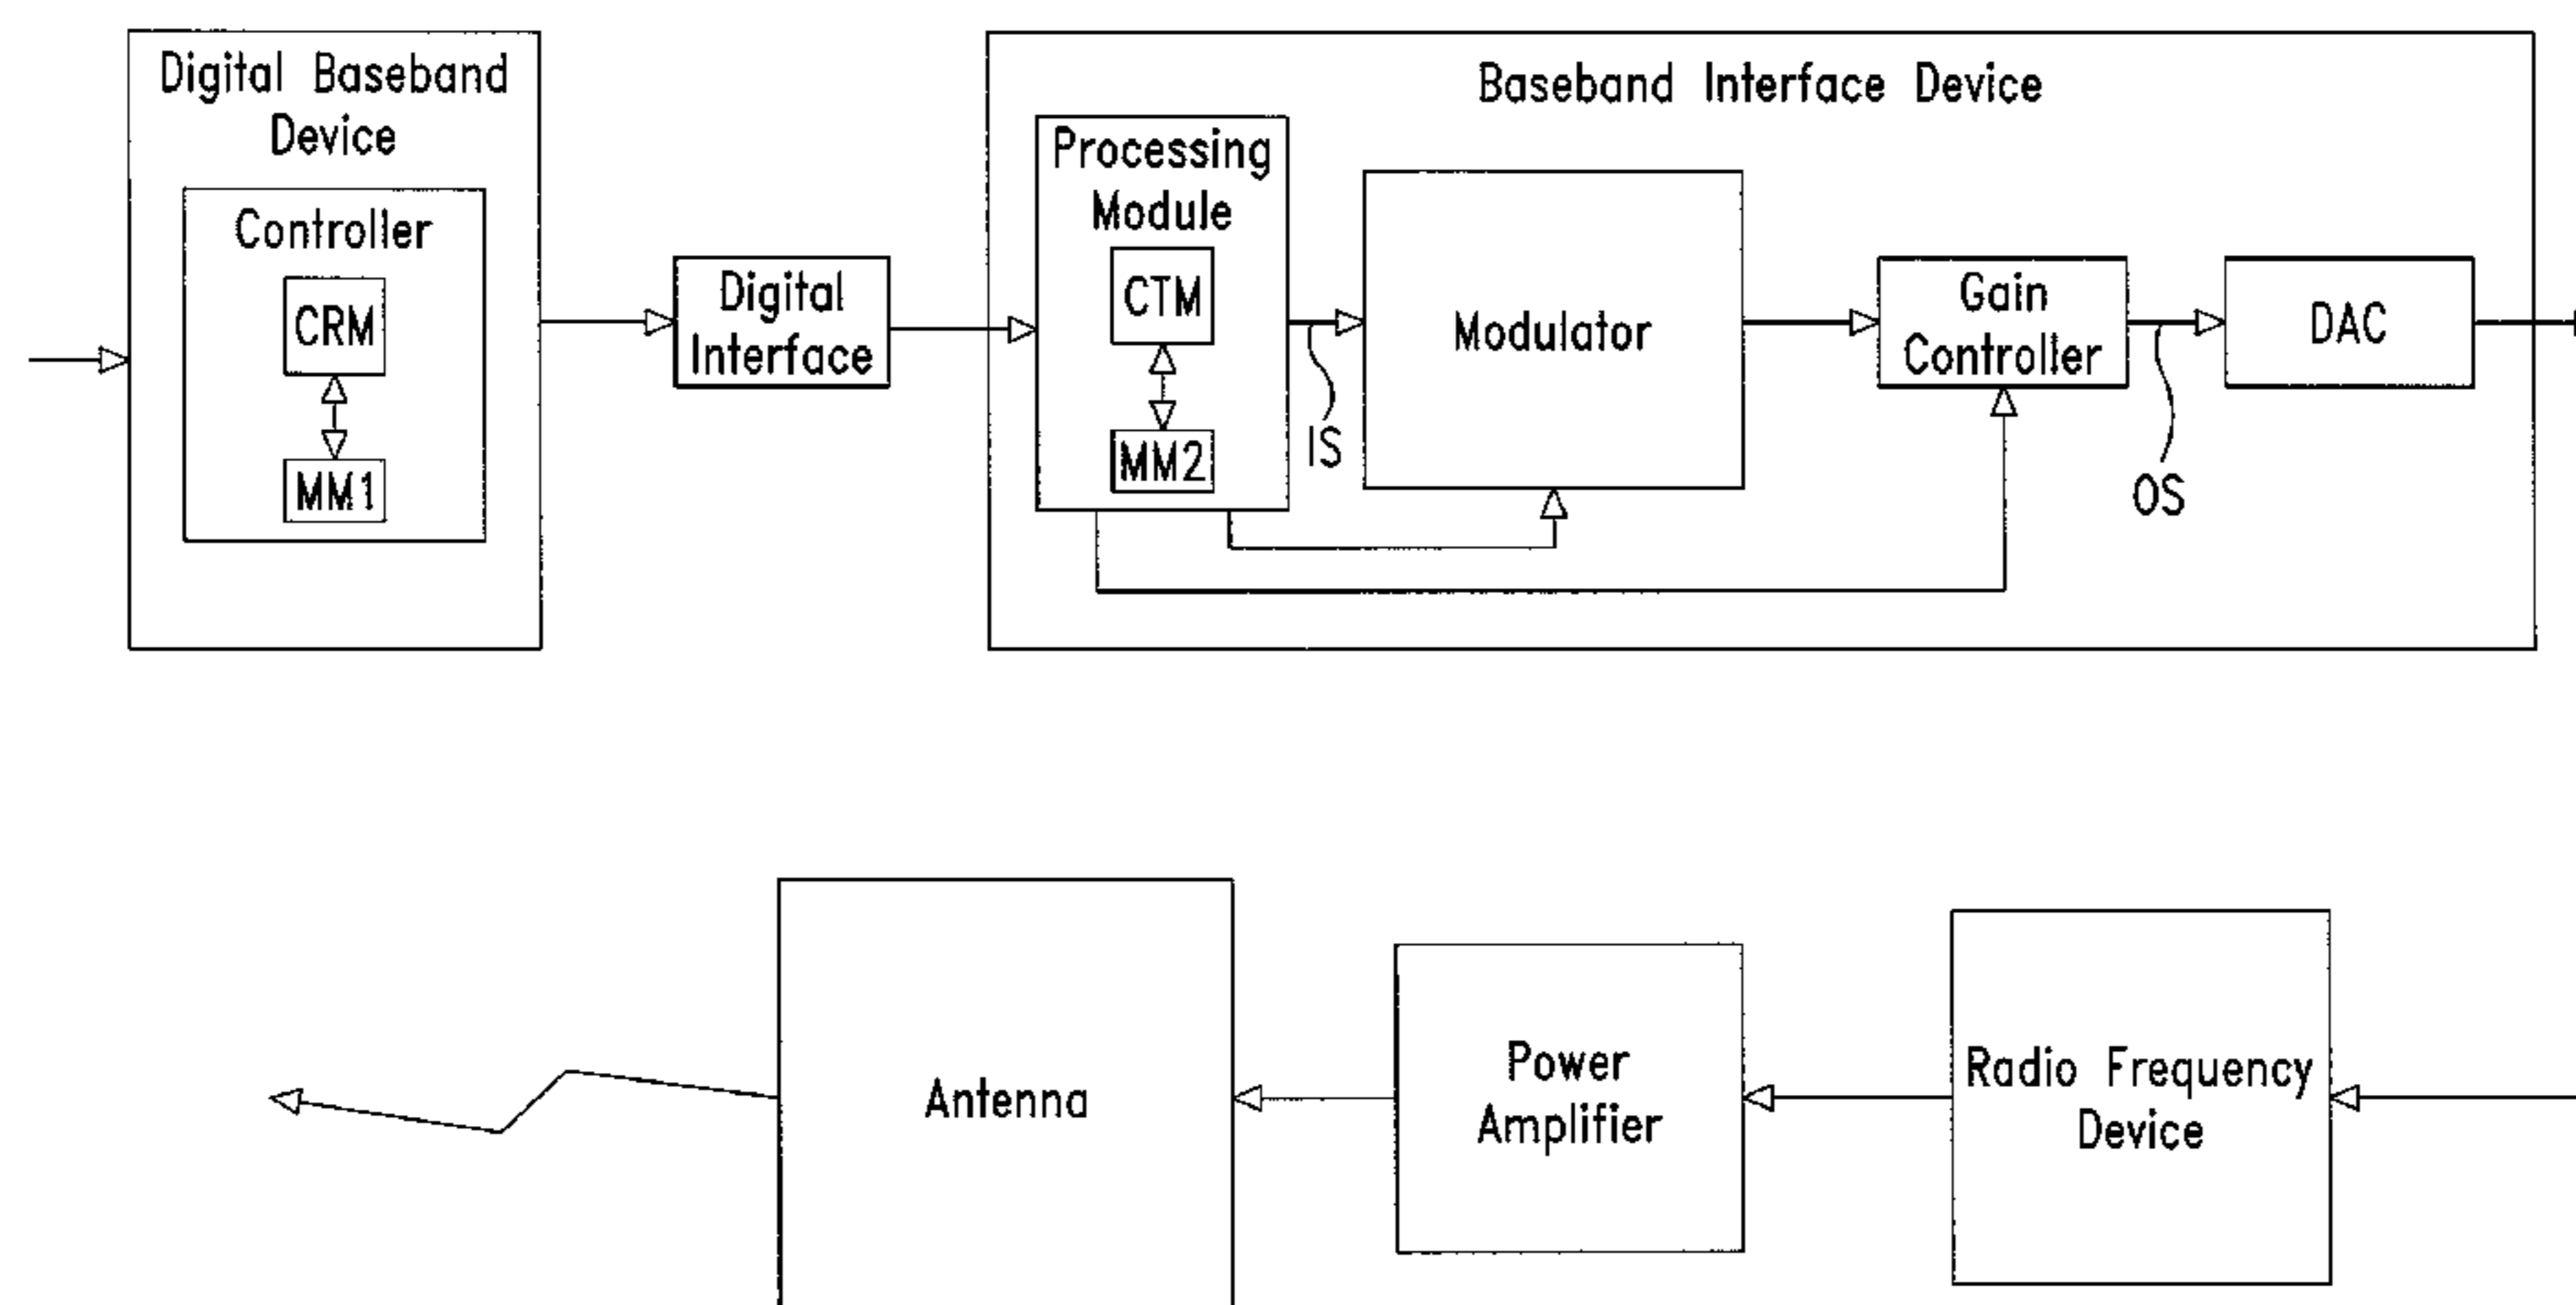 Digital Baseband
Device
Controller
CRM
MM1
Digital
Interface
Baseband Interface Device
Processing
Module
CTM
MM2
IS
Modulator
Gain
Controller
OS
DAC
Antenna
Power
Amplifier
Radio Frequency
Device